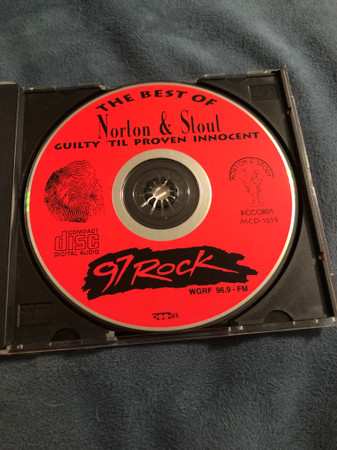 THE BEST OF
Norton & Stout
GUILTY 'TIL PROVEN INNOCENT
COMPACT
disc
DIGITAL AUDIO
97 ROCK
WGRF 96.9 - FM